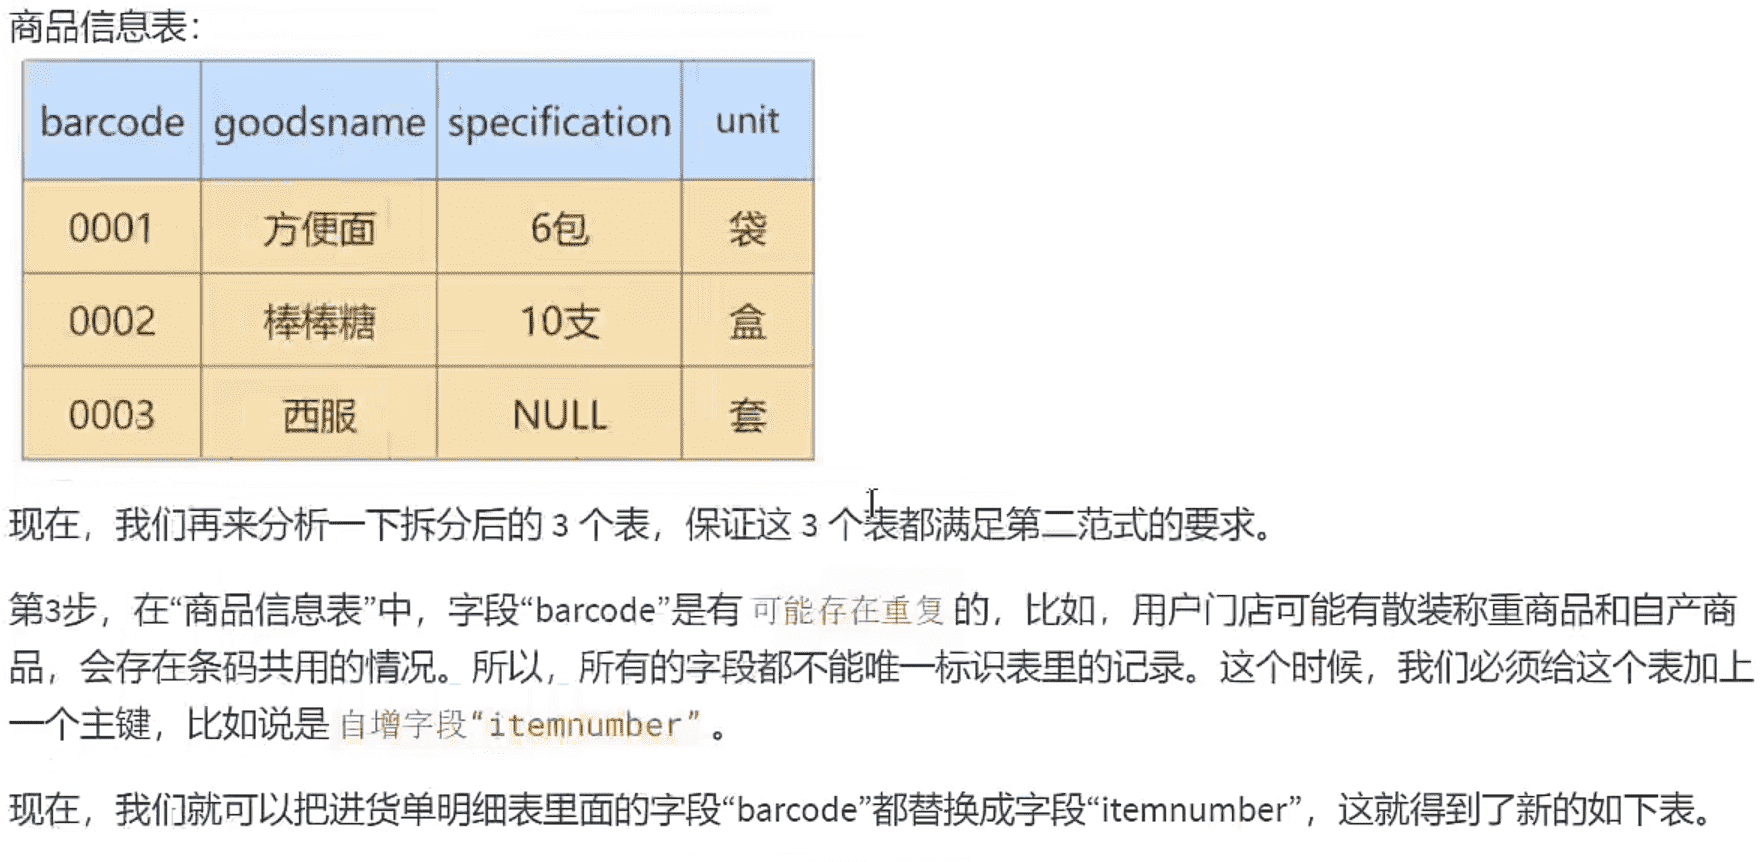 商品信息表：
barcode goodsname specification unit
0001 方便面 6包 袋
0002 棒棒糖 10支 盒
0003 西服 NULL 套
现在，我们再来分析一下拆分后的 3 个表，保证这 3 个表都满足第二范式的要求。
第3步，在“商品信息表”中，字段“barcode”是有 可能存在重复 的，比如，用户门店可能有散装称重商品和自产商
品，会存在条码共用的情况。所以，所有的字段都不能唯一标识表里的记录。这个时候，我们必须给这个表加上
一个主键，比如说是 自增字段“itemnumber” 。
现在，我们就可以把进货单明细表里面的字段“barcode”都替换成字段“itemnumber”，这就得到了新的如下表。